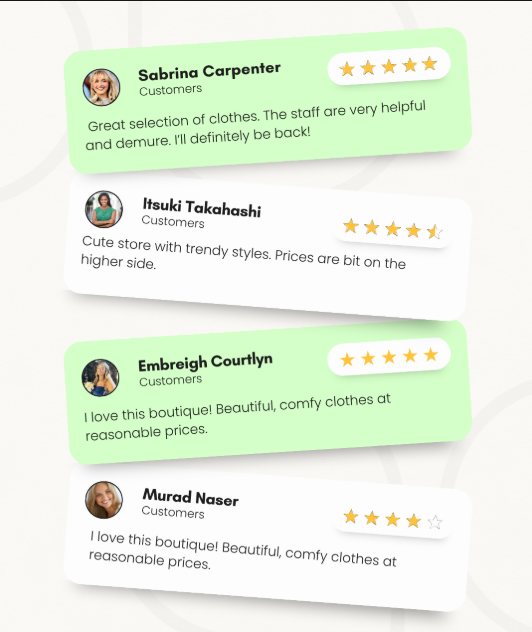 Sabrina Carpenter
Customers
Great selection of clothes. The staff are very helpful
and demure. I'll definitely be back!
Itsuki Takahashi
Customers
Cute store with trendy styles. Prices are bit on the
higher side.
Embreigh Courtlyn
Customers
I love this boutique! Beautiful, comfy clothes at
reasonable prices.
Murad Naser
Customers
I love this boutique! Beautiful, comfy clothes at
reasonable prices.